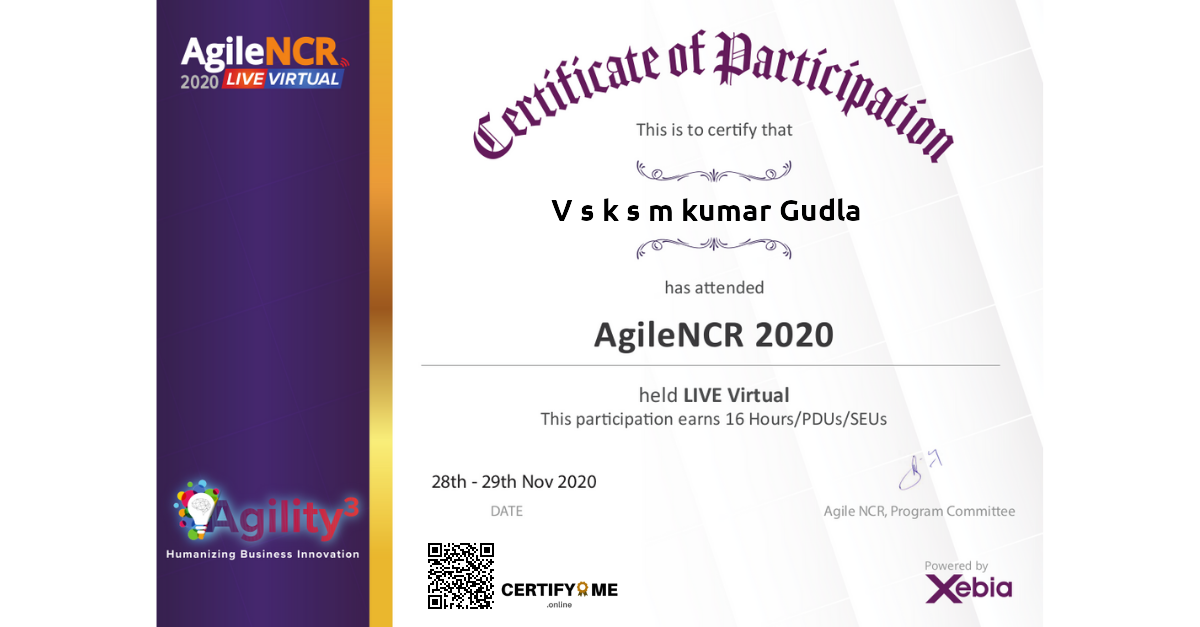 AgileNCR
2020 LIVE VIRTUAL
Certificate of Participation
This is to certify that
V s k s m kumar Gudla
has attended
AgileNCR 2020
held LIVE Virtual
This participation earns 16 Hours/PDUs/SEUs
28th - 29th Nov 2020
DATE
Agile NCR, Program Committee
Agility³
Humanizing Business Innovation
CERTIFY ME
.online
Powered by
Xebia